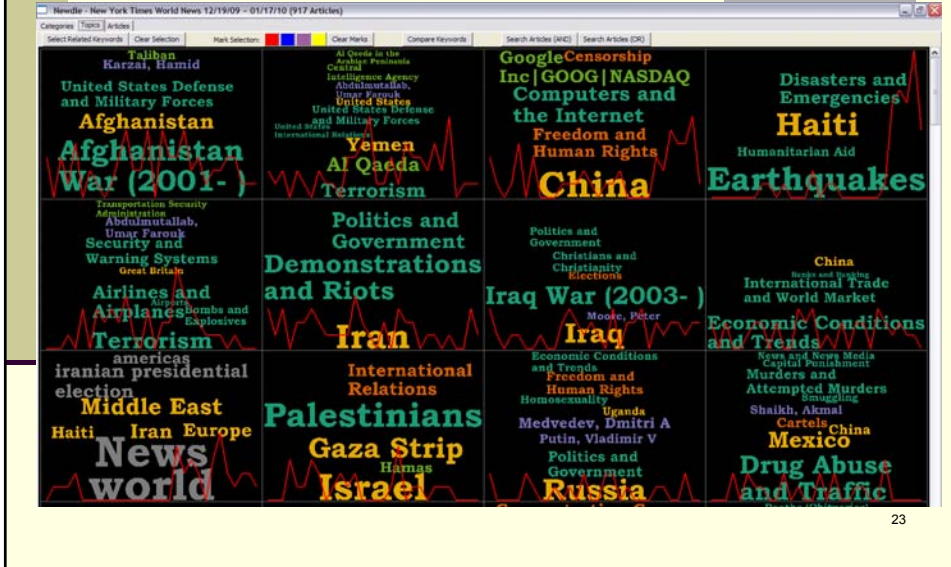 Newdle - New York Times World News 12/19/09 - 01/17/10 (917 Articles)
Categories Topics Articles
Select Related Keywords Clear Selection Mark Selection: Clear Marks Compare Keywords Search Articles (AND) Search Articles (OR)
Taliban
Karzai, Hamid
United States Defense
and Military Forces
Afghanistan
Afghanistan
War (2001- )
Al Qaeda in the
Arabian Peninsula
Central
Intelligence Agency
Abdulmutallab,
Umar Farouk
United States
United States Defense
and Military Forces
United States
International Relations
Yemen
Al Qaeda
Terrorism
Google Censorship
Inc|GOOG|NASDAQ
Computers and
the Internet
Freedom and
Human Rights
China
Disasters and
Emergencies
Haiti
Humanitarian Aid
Earthquakes
Transportation Security
Administration
Abdulmutallab,
Umar Farouk
Security and
Warning Systems
Great Britain
Airlines and
Airports
Airplanes Bombs and
Explosives
Terrorism
Politics and
Government
Demonstrations
and Riots
Iran
Politics and
Government
Christians and
Christianity
Elections
Iraq War (2003- )
Moore, Peter
Iraq
China
Banks and Banking
International Trade
and World Market
Economic Conditions
and Trends
americas
iranian presidential
election
Middle East
Haiti Iran Europe
News
world
International
Relations
Palestinians
Gaza Strip
Hamas
Israel
Economic Conditions
and Trends
Freedom and
Human Rights
Homosexuality
Uganda
Medvedev, Dmitri A
Putin, Vladimir V
Politics and
Government
Russia
News and News Media
Capital Punishment
Murders and
Attempted Murders
Smuggling
Shaikh, Akmal
Cartels China
Mexico
Drug Abuse
and Traffic
23